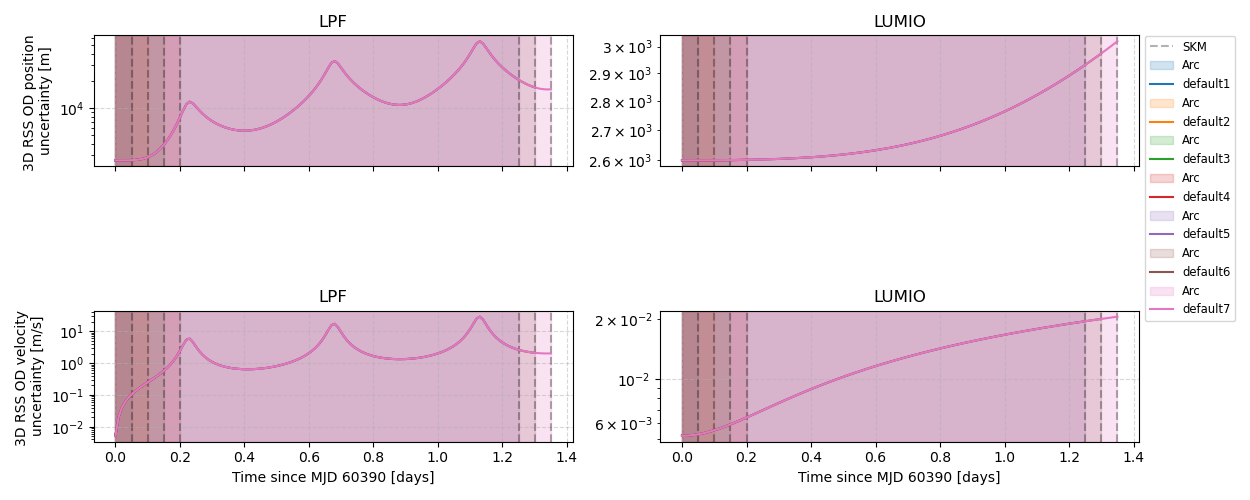 LPF
LUMIO
3D RSS OD position
uncertainty [m]
10⁴
3 × 10³
2.9 × 10³
2.8 × 10³
2.7 × 10³
2.6 × 10³
SKM
Arc
default1
Arc
default2
Arc
default3
Arc
default4
Arc
default5
Arc
default6
Arc
default7
LPF
LUMIO
3D RSS OD velocity
uncertainty [m/s]
10¹
10⁰
10⁻¹
10⁻²
2 × 10⁻²
10⁻²
6 × 10⁻³
0.0 0.2 0.4 0.6 0.8 1.0 1.2 1.4
0.0 0.2 0.4 0.6 0.8 1.0 1.2 1.4
Time since MJD 60390 [days]
Time since MJD 60390 [days]